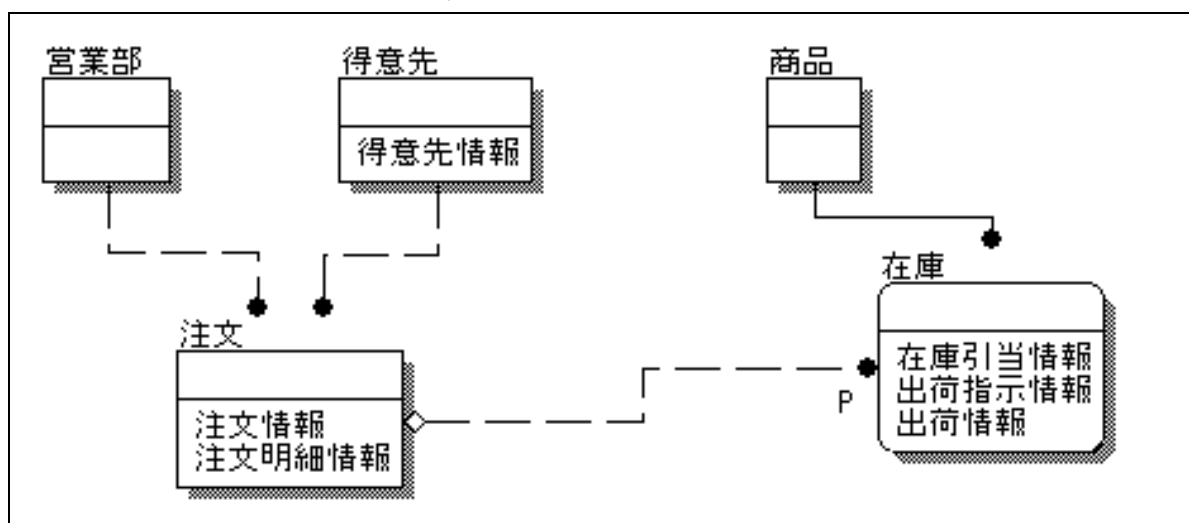 営業部
得意先
得意先情報
商品
在庫
在庫引当情報
出荷指示情報
出荷情報
P
注文
注文情報
注文明細情報